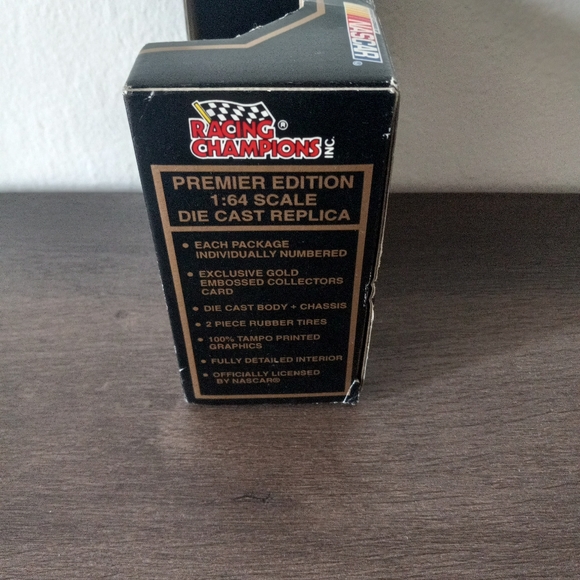 NASCAR®
RACING ®
CHAMPIONS INC.
PREMIER EDITION
1:64 SCALE
DIE CAST REPLICA
• EACH PACKAGE
INDIVIDUALLY NUMBERED
• EXCLUSIVE GOLD
EMBOSSED COLLECTORS
CARD
• DIE CAST BODY + CHASSIS
• 2 PIECE RUBBER TIRES
• 100% TAMPO PRINTED
GRAPHICS
• FULLY DETAILED INTERIOR
• OFFICIALLY LICENSED
BY NASCAR®